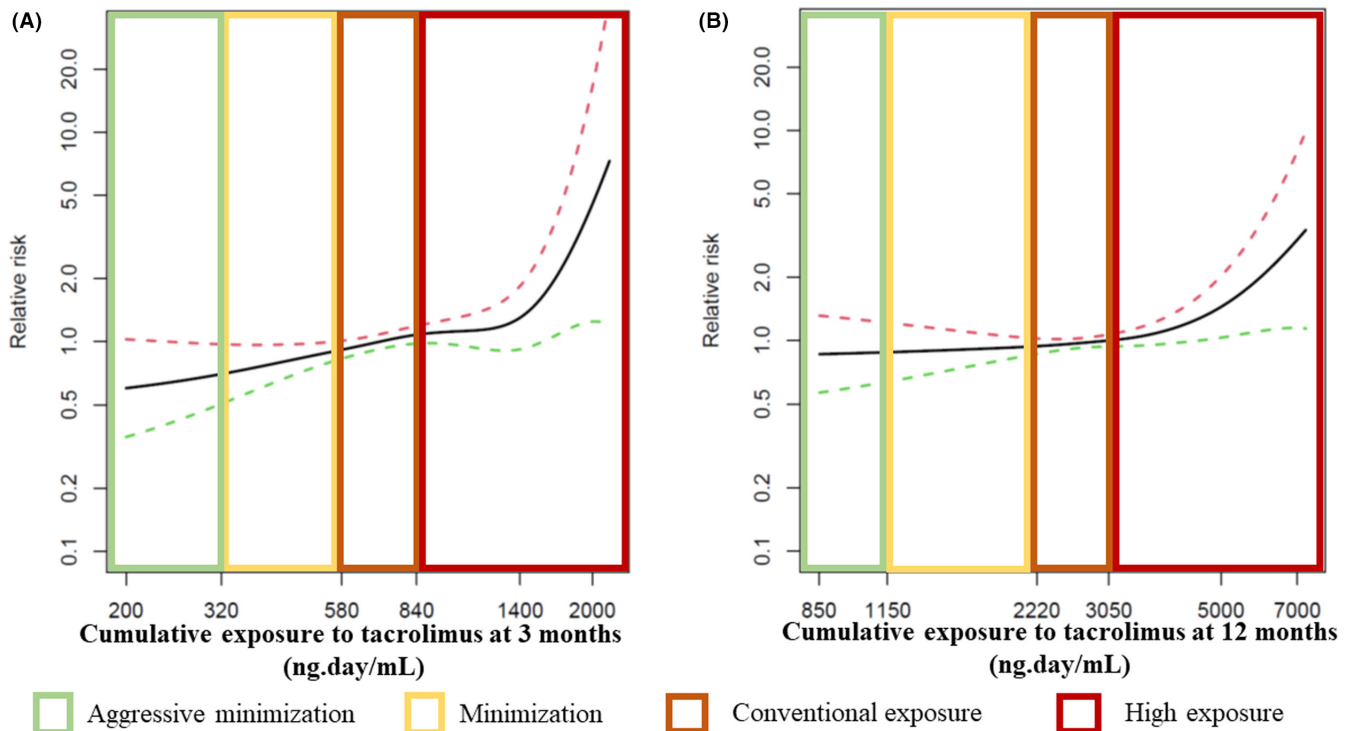 (A)
Relative risk
20.0
10.0
5.0
2.0
1.0
0.5
0.2
0.1
200 320 580 840 1400 2000
Cumulative exposure to tacrolimus at 3 months
(ng.day/mL)
(B)
Relative risk
20.0
10.0
5.0
2.0
1.0
0.5
0.2
0.1
850 1150 2220 3050 5000 7000
Cumulative exposure to tacrolimus at 12 months
(ng.day/mL)
Aggressive minimization Minimization Conventional exposure High exposure